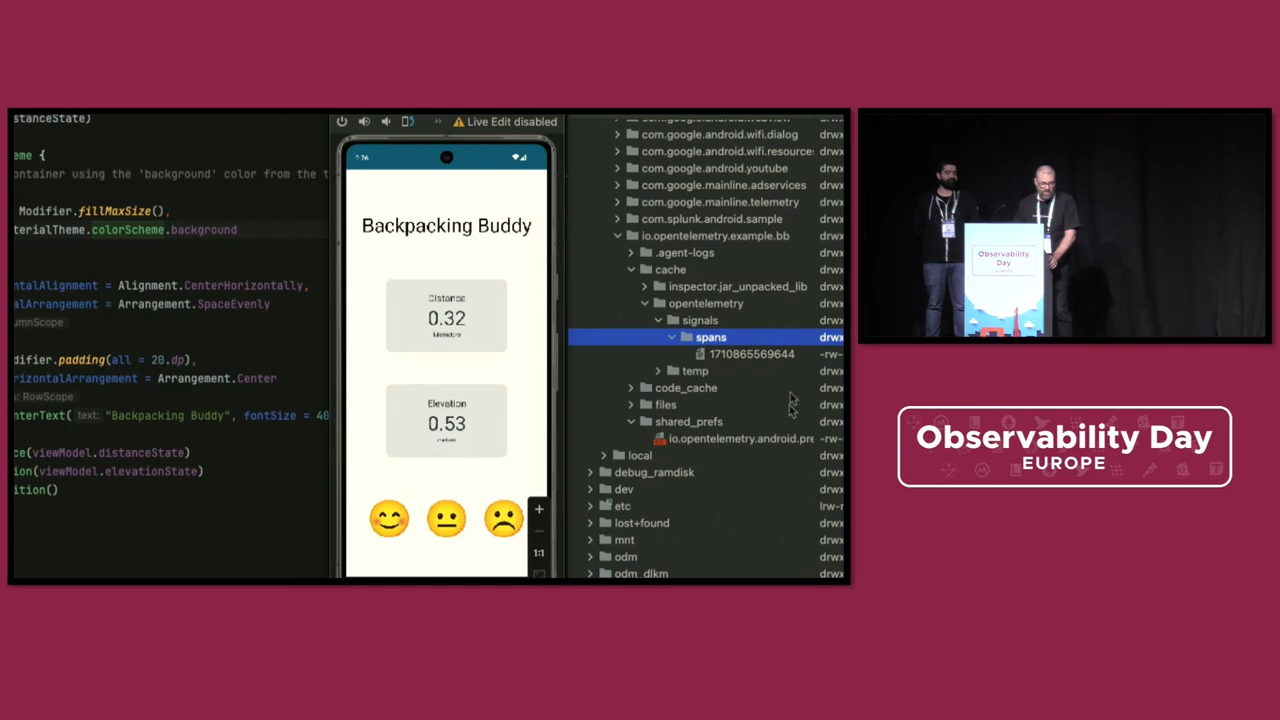 stanceState)
eme {
ontainer using the 'background' color from the t
Modifier.fillMaxSize(),
terialTheme.colorScheme.background
ntalAlignment = Alignment.CenterHorizontally,
alArrangement = Arrangement.SpaceEvenly
umnScope
difier.padding(all = 20.dp),
rizontalArrangement = Arrangement.Center
s: RowScope
nterText( text: "Backpacking Buddy", fontSize = 40
ce(viewModel.distanceState)
ion(viewModel.elevationState)
ition()
Live Edit disabled
Backpacking Buddy
Distance
0.32
kilometers
Elevation
0.53
meters
+
1:1
com.google.android.wifi.dialog drwx
com.google.android.wifi.resource: drwx
com.google.android.youtube drwx
com.google.mainline.adservices drwx
com.google.mainline.telemetry drwx
com.splunk.android.sample drwx
io.opentelemetry.example.bb drwx
.agent-logs drwx
cache drwx
inspector.jar_unpacked_lib drwx
opentelemetry drwx
signals drwx
spans drwx
1710865569644 -rw-
temp drwx
code_cache drwx
files drwx
shared_prefs drwx
io.opentelemetry.android.pre -rw-
local drwx
debug_ramdisk drwx
dev drwx
etc lrw-r
lost+found drwx
mnt drwx
odm drwx
odm_dlkm drwx
Observability
Day
Observability Day
EUROPE